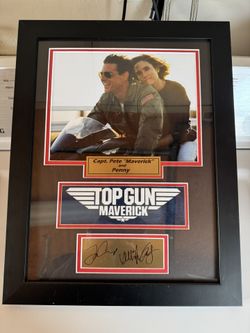 Capt. Pete "Maverick"
and
Penny
TOP GUN
MAVERICK